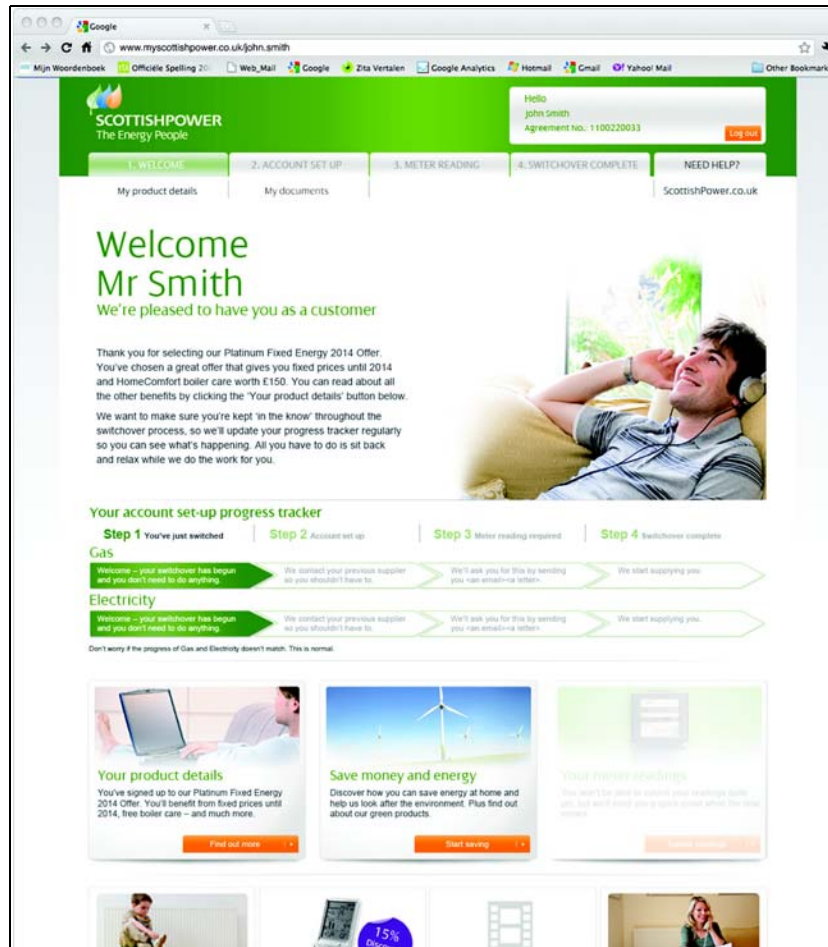 Google
www.myscottishpower.co.uk/john.smith
Mijn Woordenboek Officiële Spelling 20 Web_Mail Google Zita Vertalen Google Analytics Hotmail Gmail Yahoo! Mail Other Bookmark
SCOTTISHPOWER
The Energy People
Hello
John Smith
Agreement No.: 1100220033
Log out
1. WELCOME 2. ACCOUNT SET UP 3. METER READING 4. SWITCHOVER COMPLETE NEED HELP?
My product details My documents ScottishPower.co.uk
Welcome
Mr Smith
We're pleased to have you as a customer
Thank you for selecting our Platinum Fixed Energy 2014 Offer.
You've chosen a great offer that gives you fixed prices until 2014
and HomeComfort boiler care worth £150. You can read about all
the other benefits by clicking the 'Your product details' button below.
We want to make sure you're kept 'in the know' throughout the
switchover process, so we'll update your progress tracker regularly
so you can see what's happening. All you have to do is sit back
and relax while we do the work for you.
Your account set-up progress tracker
Step 1 You've just switched Step 2 Account set up Step 3 Meter reading required Step 4 Switchover complete
Gas
Welcome – your switchover has begun We contact your previous supplier We'll ask you for this by sending We start supplying you.
and you don't need to do anything. so you shouldn't have to. you <an email><a letter>.
Electricity
Welcome – your switchover has begun We contact your previous supplier We'll ask you for this by sending We start supplying you.
and you don't need to do anything. so you shouldn't have to. you <an email><a letter>.
Don't worry if the progress of Gas and Electricity doesn't match. This is normal.
Your product details
You've signed up to our Platinum Fixed Energy
2014 Offer. You'll benefit from fixed prices until
2014, free boiler care – and much more.
Find out more
Save money and energy
Discover how you can save energy at home and
help us look after the environment. Plus find out
about our green products.
Start saving
Your meter readings
You won't be able to submit your readings quite
15%